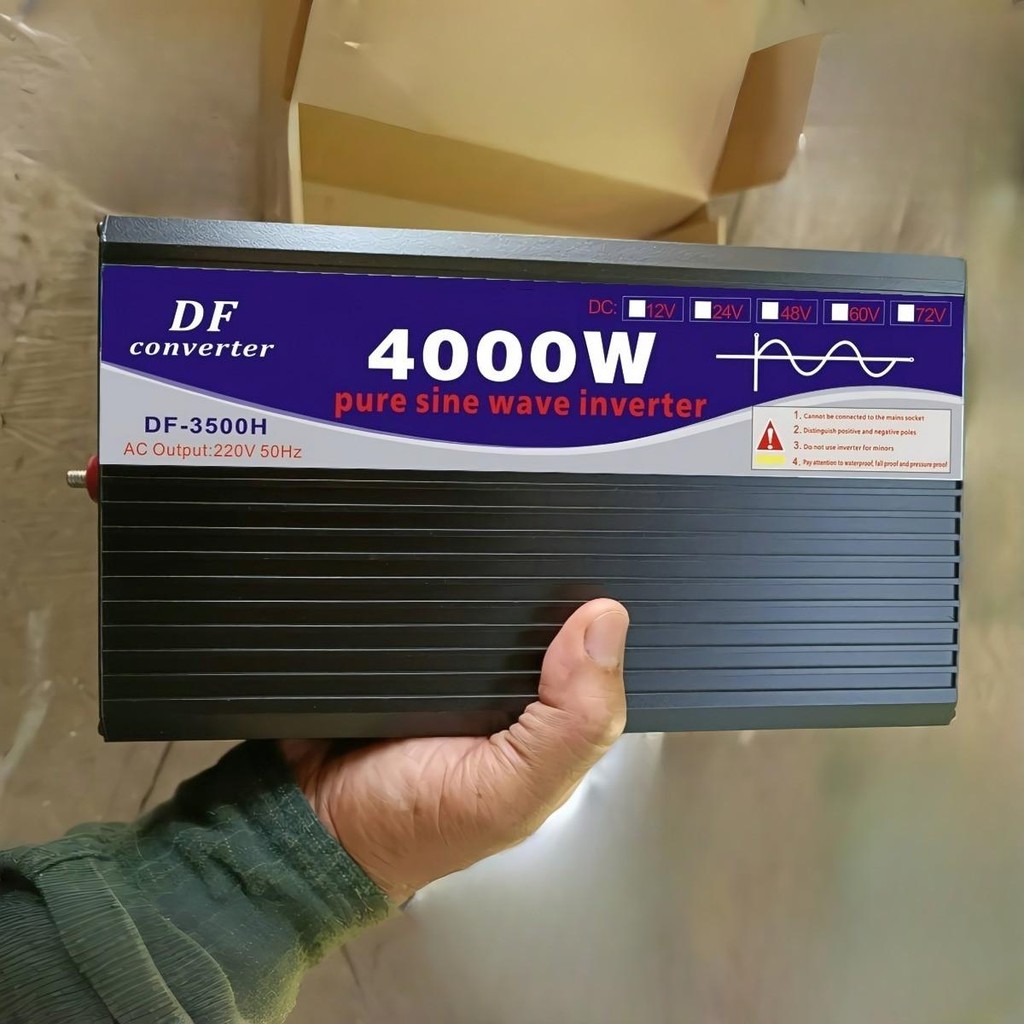 DF
converter
DC: 12V 24V 48V 60V 72V
4000W
pure sine wave inverter
DF-3500H
AC Output:220V 50Hz
1. Cannot be connected to the mains socket
2. Distinguish positive and negative poles
3. Do not use inverter for minors
4. Pay attention to waterproof, fall proof and pressure proof